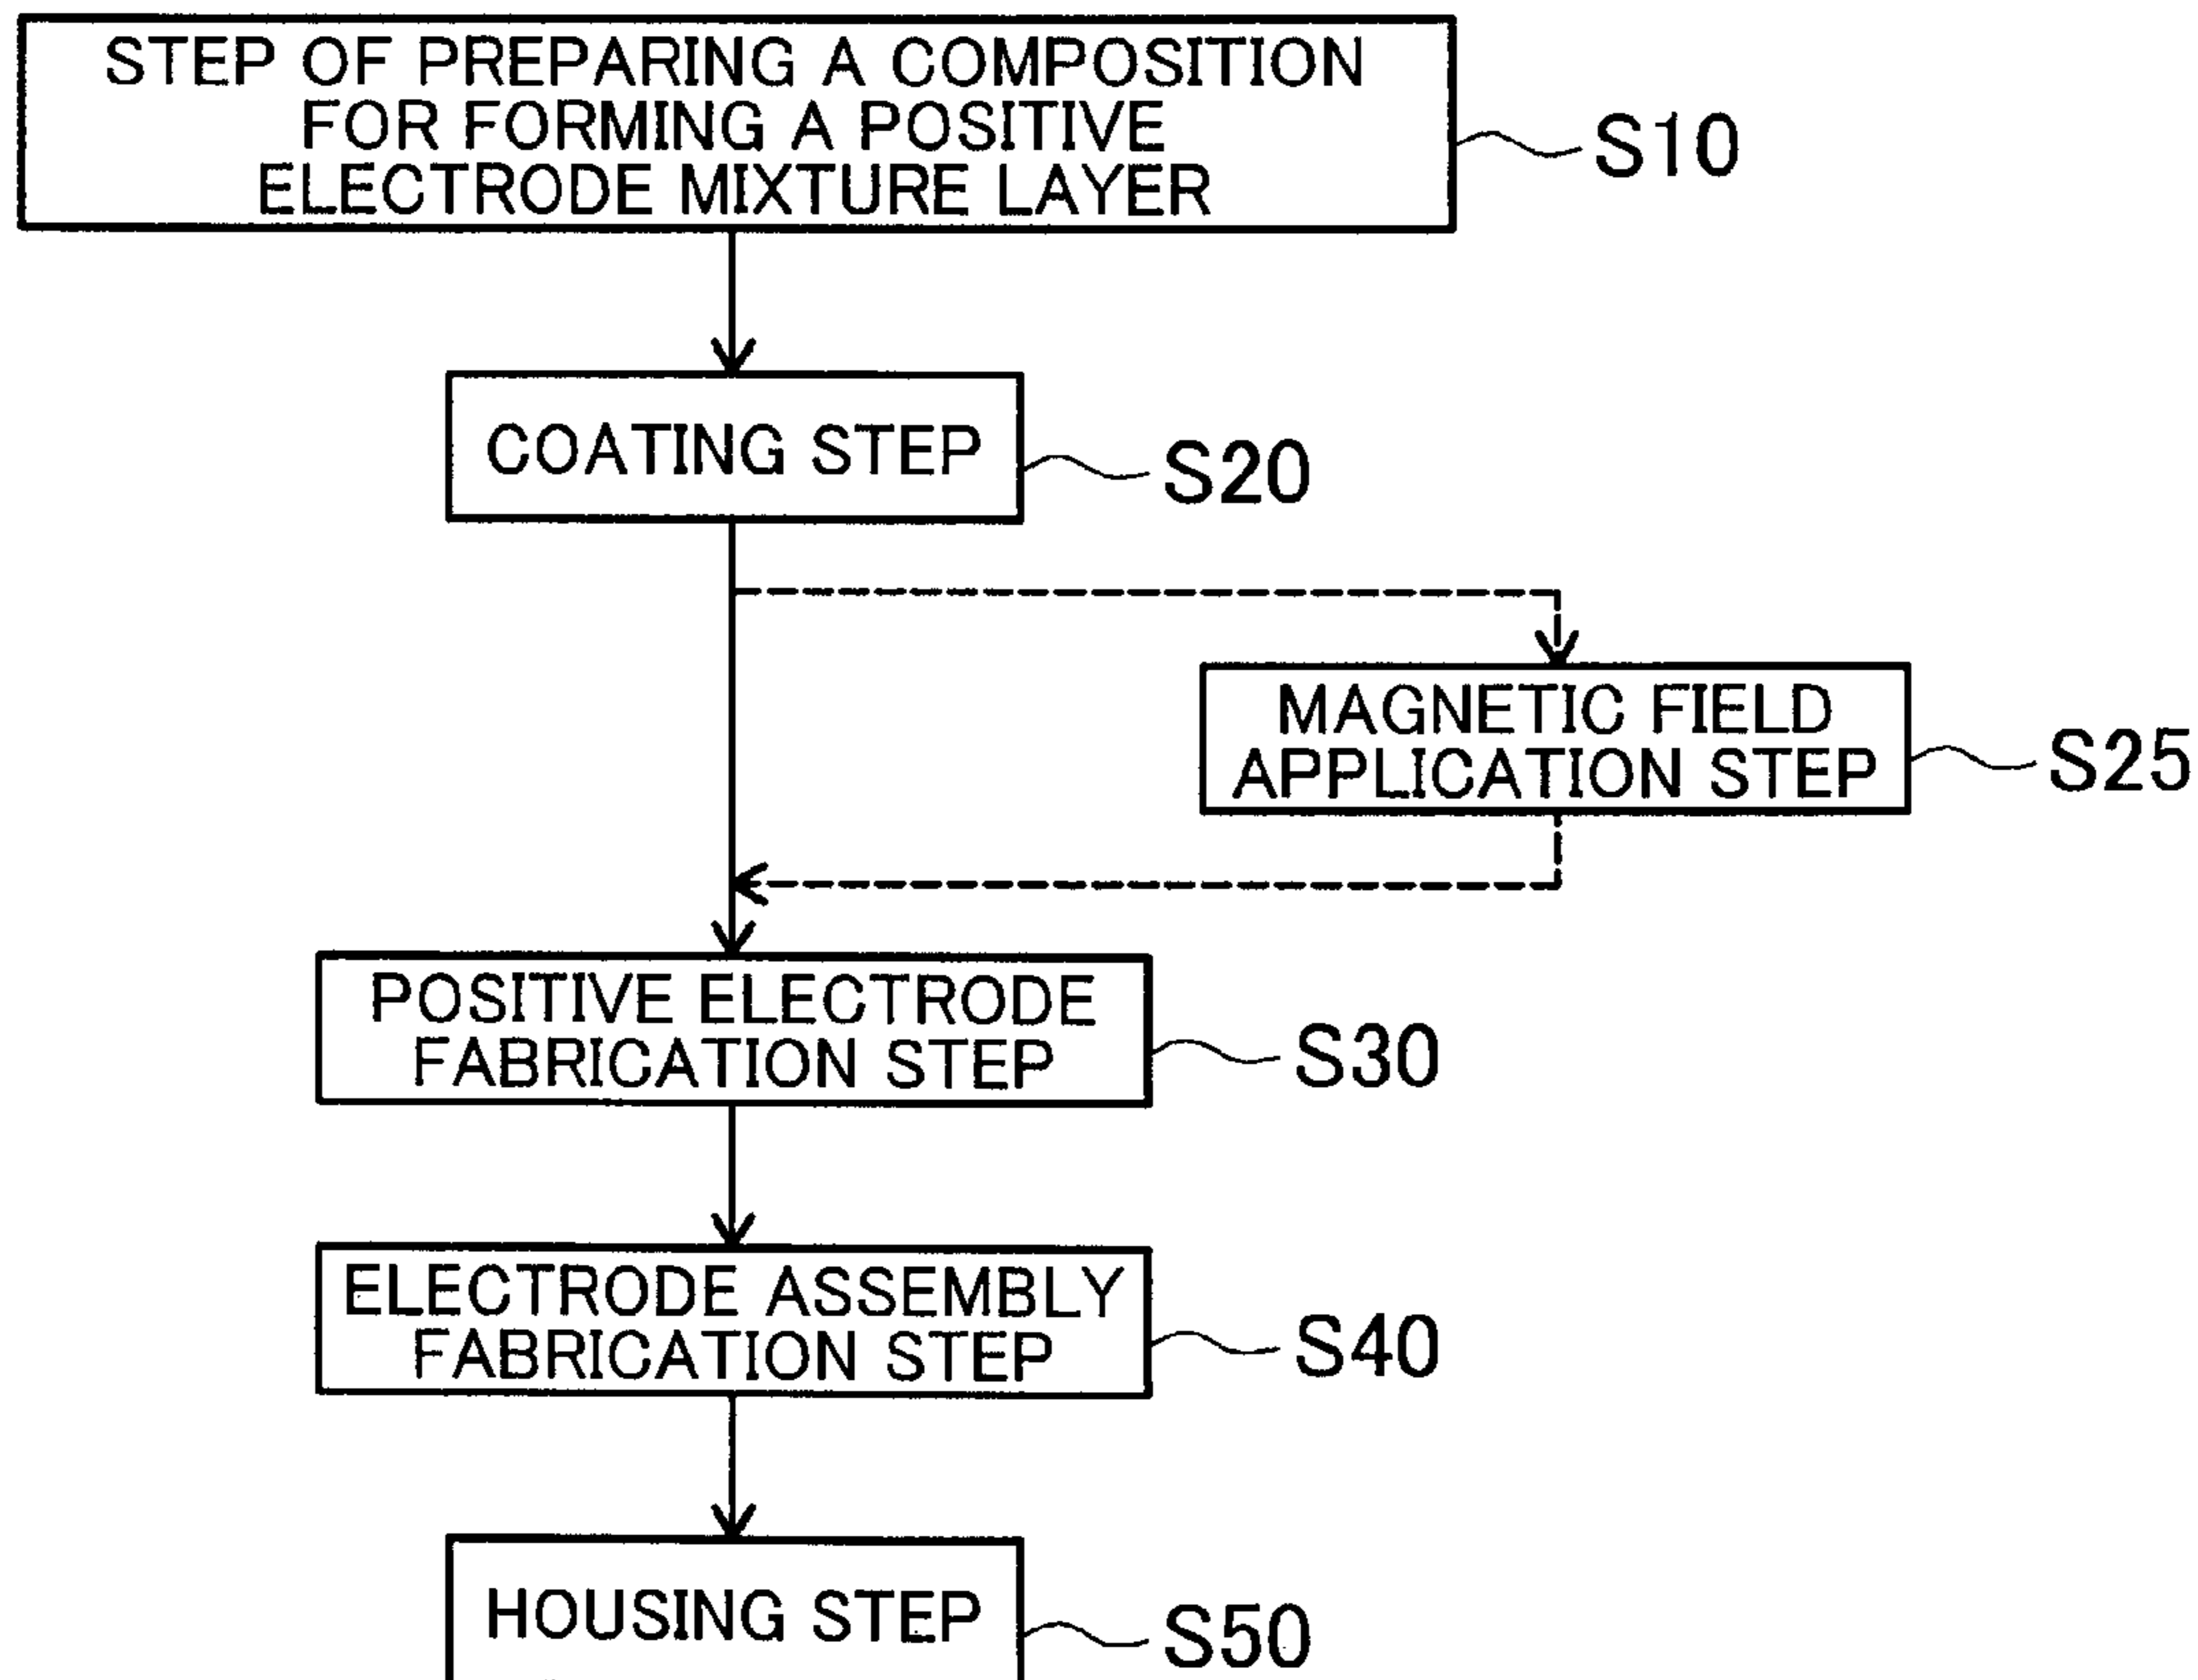 STEP OF PREPARING A COMPOSITION
FOR FORMING A POSITIVE
ELECTRODE MIXTURE LAYER
S10
COATING STEP
S20
MAGNETIC FIELD
APPLICATION STEP
S25
POSITIVE ELECTRODE
FABRICATION STEP
S30
ELECTRODE ASSEMBLY
FABRICATION STEP
S40
HOUSING STEP
S50